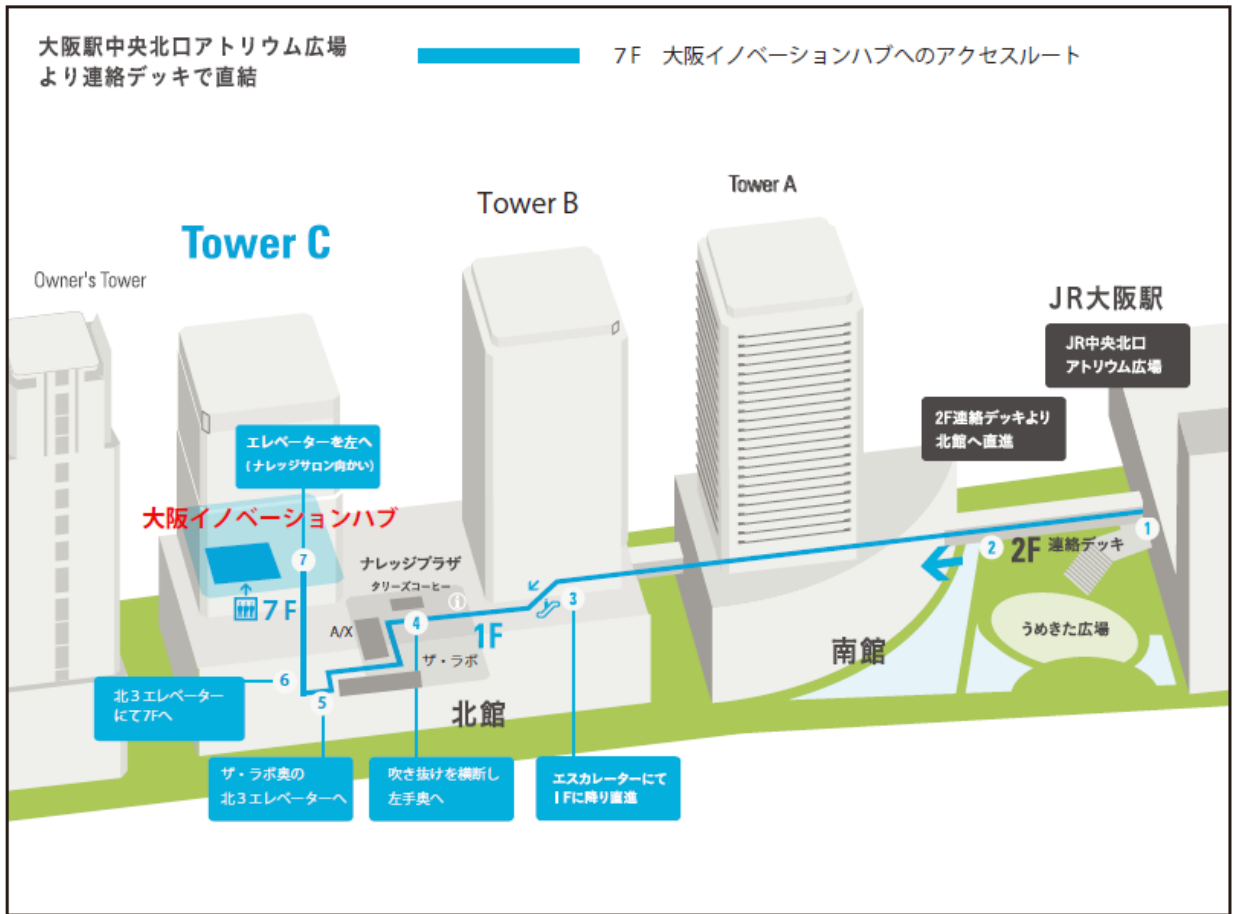 大阪駅中央北口アトリウム広場
より連絡デッキで直結
7F 大阪イノベーションハブへのアクセスルート
Tower A
Tower B
Tower C
Owner's Tower
JR大阪駅
JR中央北口
アトリウム広場
2F連絡デッキより
北館へ直進
エレベーターを左へ
(ナレッジサロン向かい)
大阪イノベーションハブ
1
2
2F 連絡デッキ
7
ナレッジプラザ
タリーズコーヒー
i
3
7F
4
1F
A/X
ザ・ラボ
うめきた広場
南館
6
5
北館
北3エレベーター
にて7Fへ
ザ・ラボ奥の
北3エレベーターへ
吹き抜けを横断し
左手奥へ
エスカレーターにて
1Fに降り直進